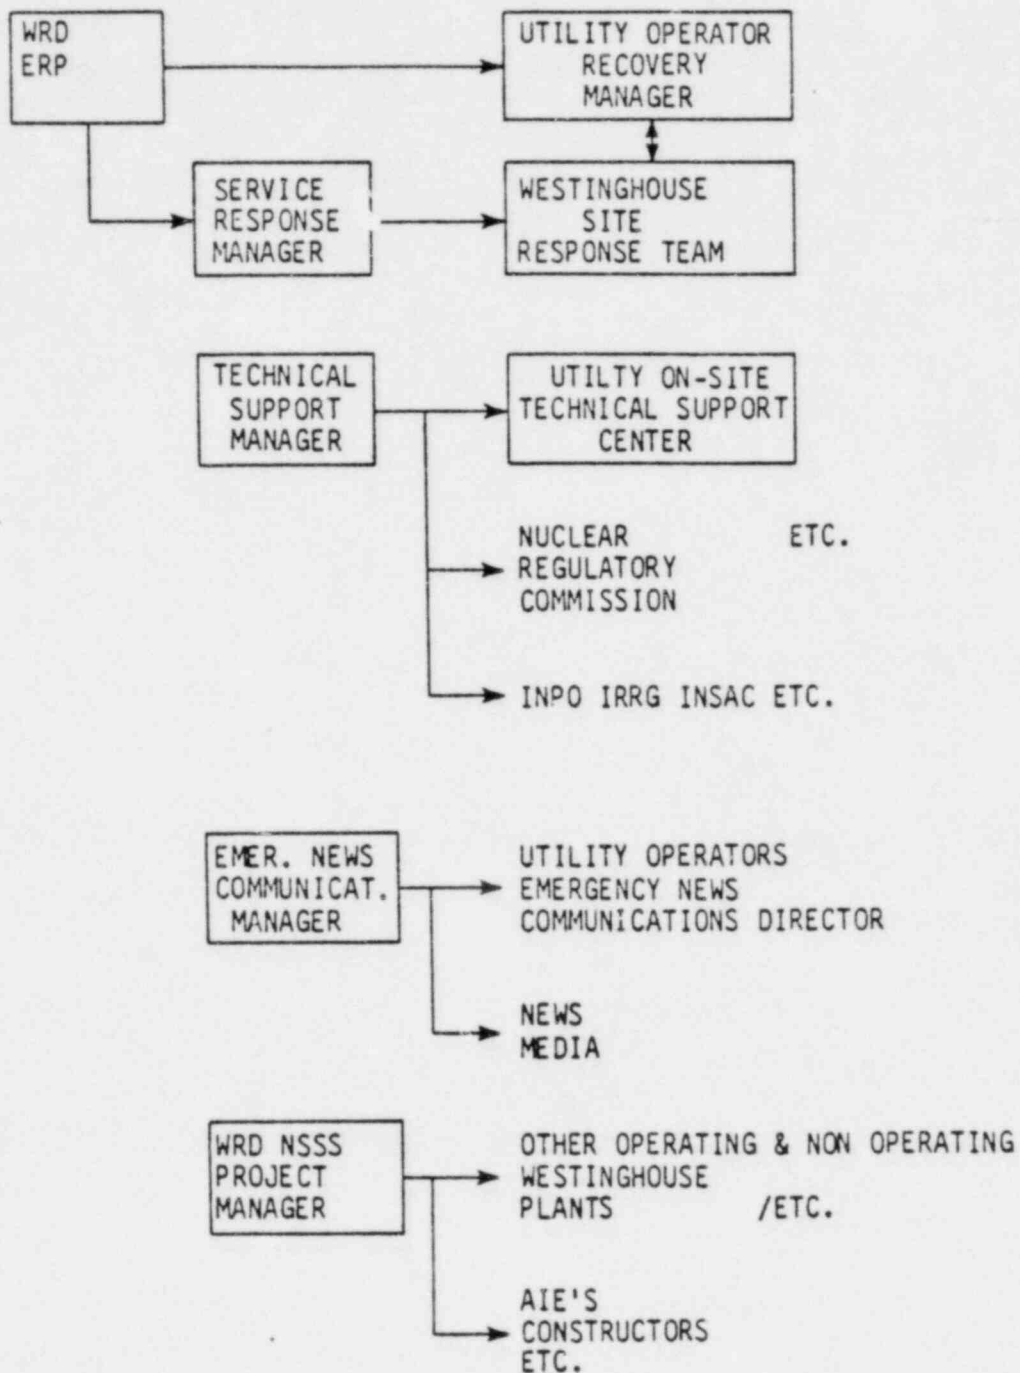 WRD
ERP
UTILITY OPERATOR
RECOVERY
MANAGER
SERVICE
RESPONSE
MANAGER
WESTINGHOUSE
SITE
RESPONSE TEAM
TECHNICAL
SUPPORT
MANAGER
UTILTY ON-SITE
TECHNICAL SUPPORT
CENTER
NUCLEAR ETC.
REGULATORY
COMMISSION
INPO IRRG INSAC ETC.
EMER. NEWS
COMMUNICAT.
MANAGER
UTILITY OPERATORS
EMERGENCY NEWS
COMMUNICATIONS DIRECTOR
NEWS
MEDIA
WRD NSSS
PROJECT
MANAGER
OTHER OPERATING & NON OPERATING
WESTINGHOUSE
PLANTS /ETC.
AIE'S
CONSTRUCTORS
ETC.